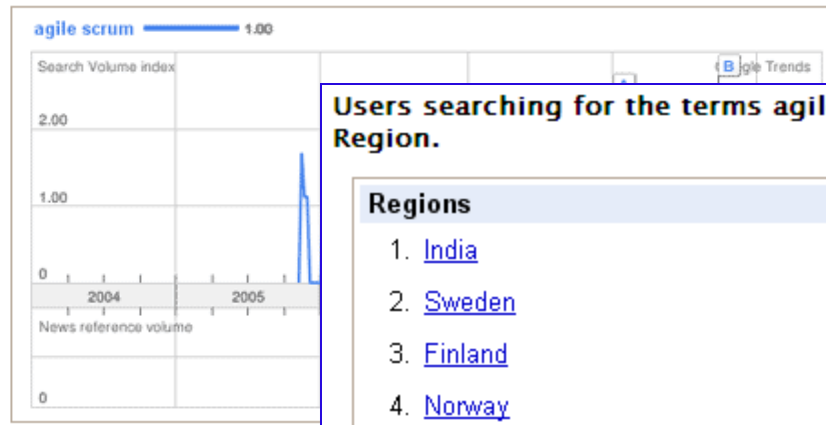 agile scrum 1.00
Search Volume index
B gle Trends
2.00
1.00
0
2004 2005
News reference volume
0
Users searching for the terms agil
Region.
Regions
1. India
2. Sweden
3. Finland
4. Norway